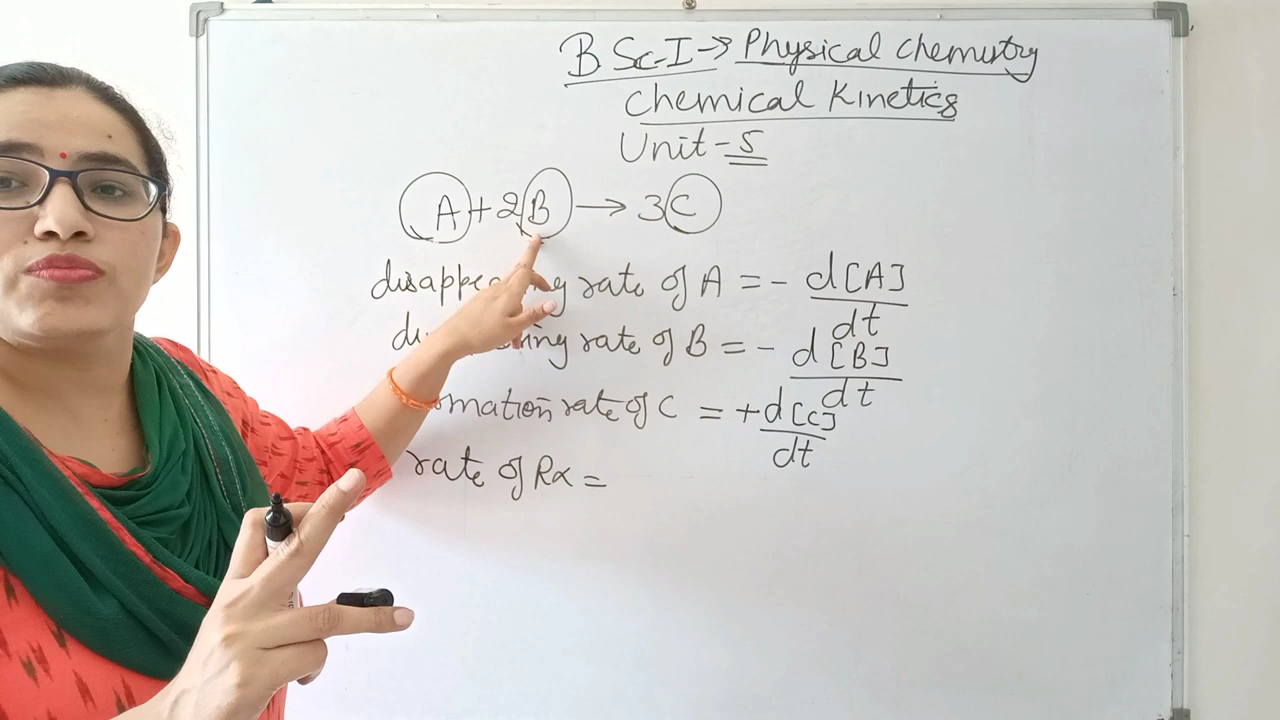 B.Sc-I → Physical chemistry
Chemical Kinetics
Unit-5
A + 2B → 3C
rate of A = - d[A]/dt
rate of B = - d[B]/dt
rate of C = + d[C]/dt
rate of Rx =